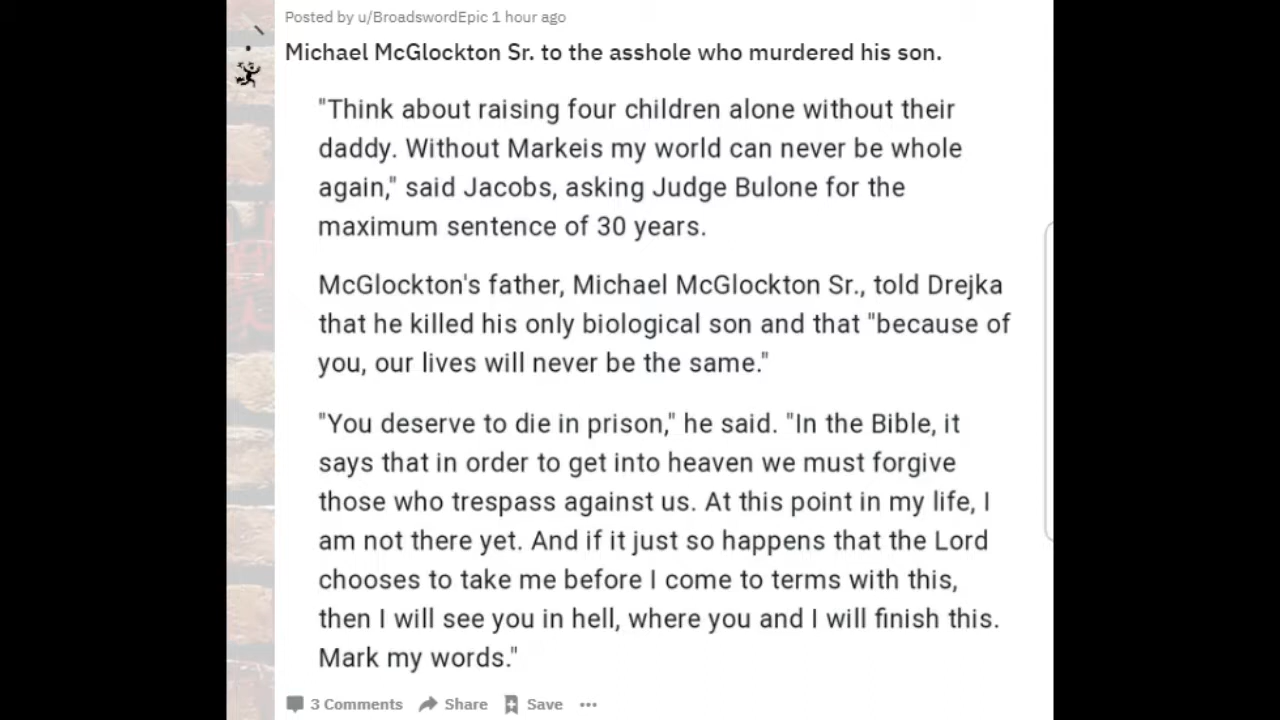 Posted by u/BroadswordEpic 1 hour ago
Michael McGlockton Sr. to the asshole who murdered his son.
"Think about raising four children alone without their
daddy. Without Markeis my world can never be whole
again," said Jacobs, asking Judge Bulone for the
maximum sentence of 30 years.
McGlockton's father, Michael McGlockton Sr., told Drejka
that he killed his only biological son and that "because of
you, our lives will never be the same."
"You deserve to die in prison," he said. "In the Bible, it
says that in order to get into heaven we must forgive
those who trespass against us. At this point in my life, I
am not there yet. And if it just so happens that the Lord
chooses to take me before I come to terms with this,
then I will see you in hell, where you and I will finish this.
Mark my words."
3 Comments Share Save ...